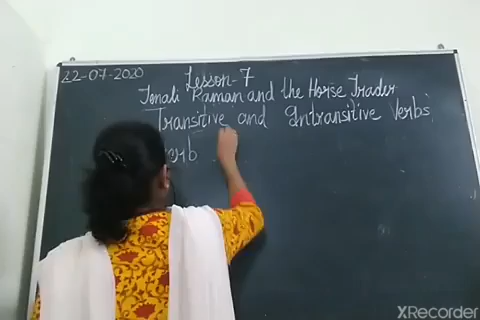 22-07-2020
Lesson-7
Tenali Raman and the Horse Trader
Transitive and Intransitive Verbs
XRecorder